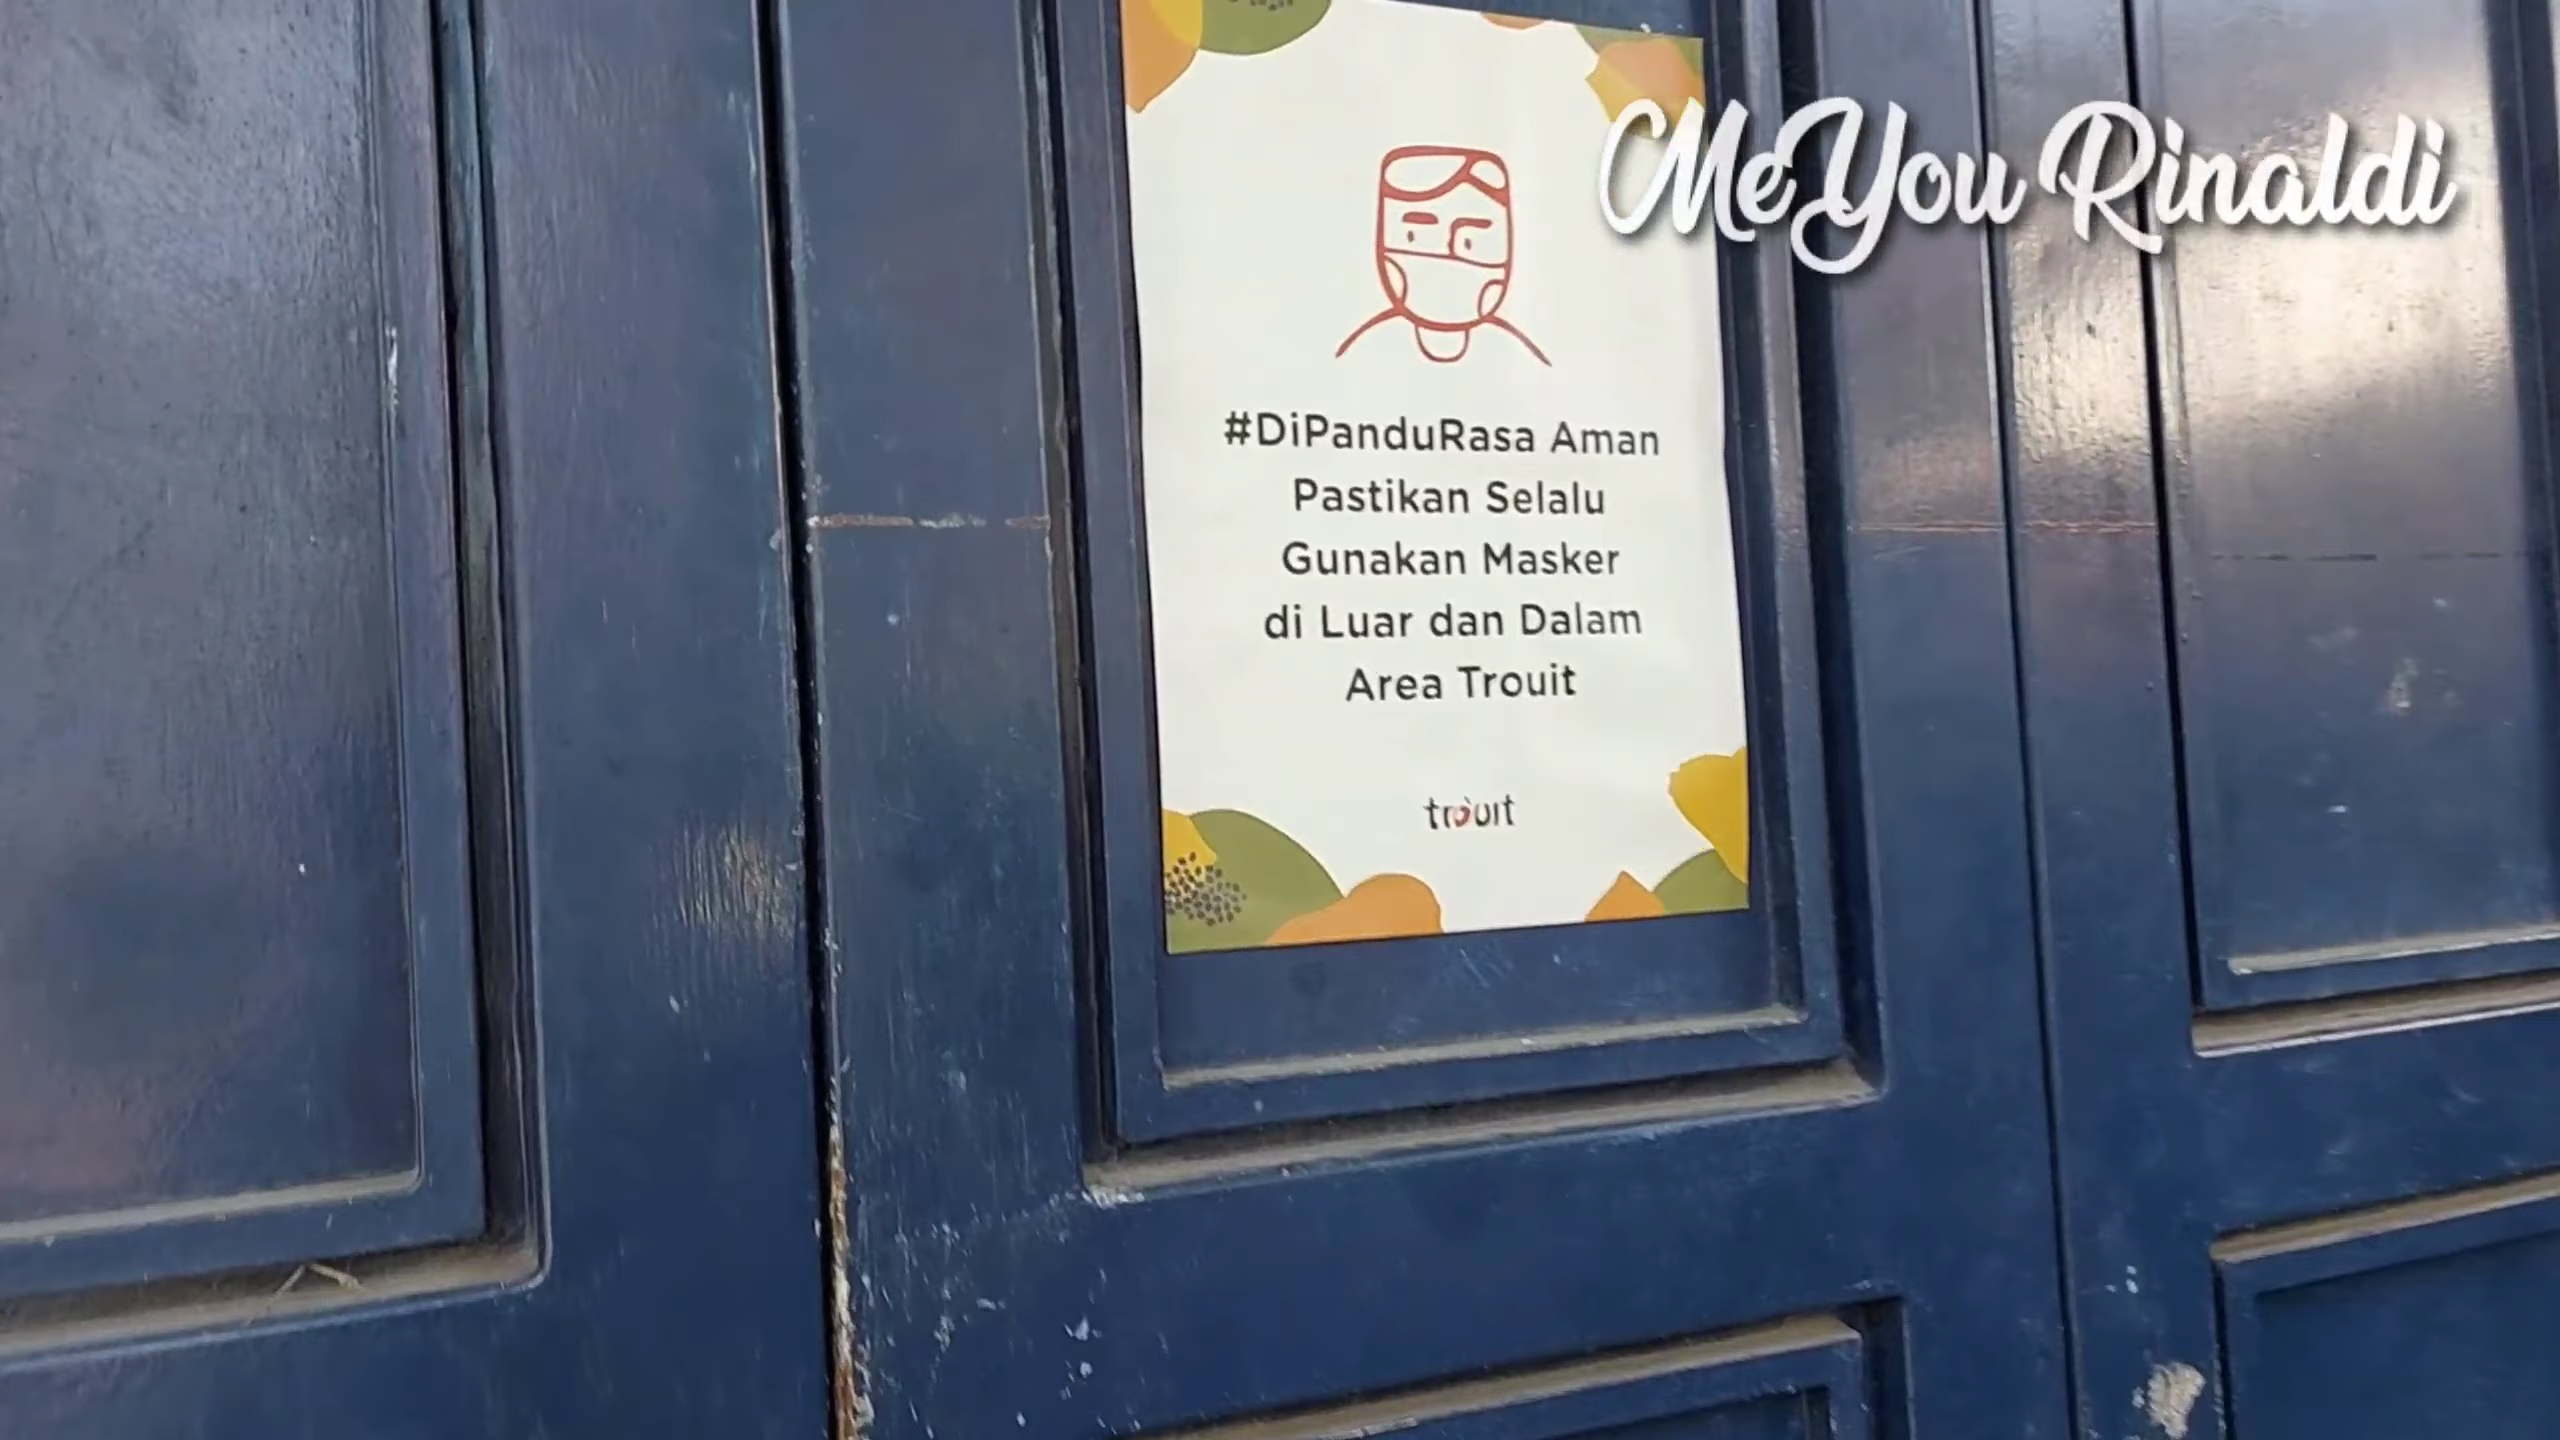 MeYou Rinaldi
#DiPanduRasa Aman
Pastikan Selalu
Gunakan Masker
di Luar dan Dalam
Area Trouit
trouit